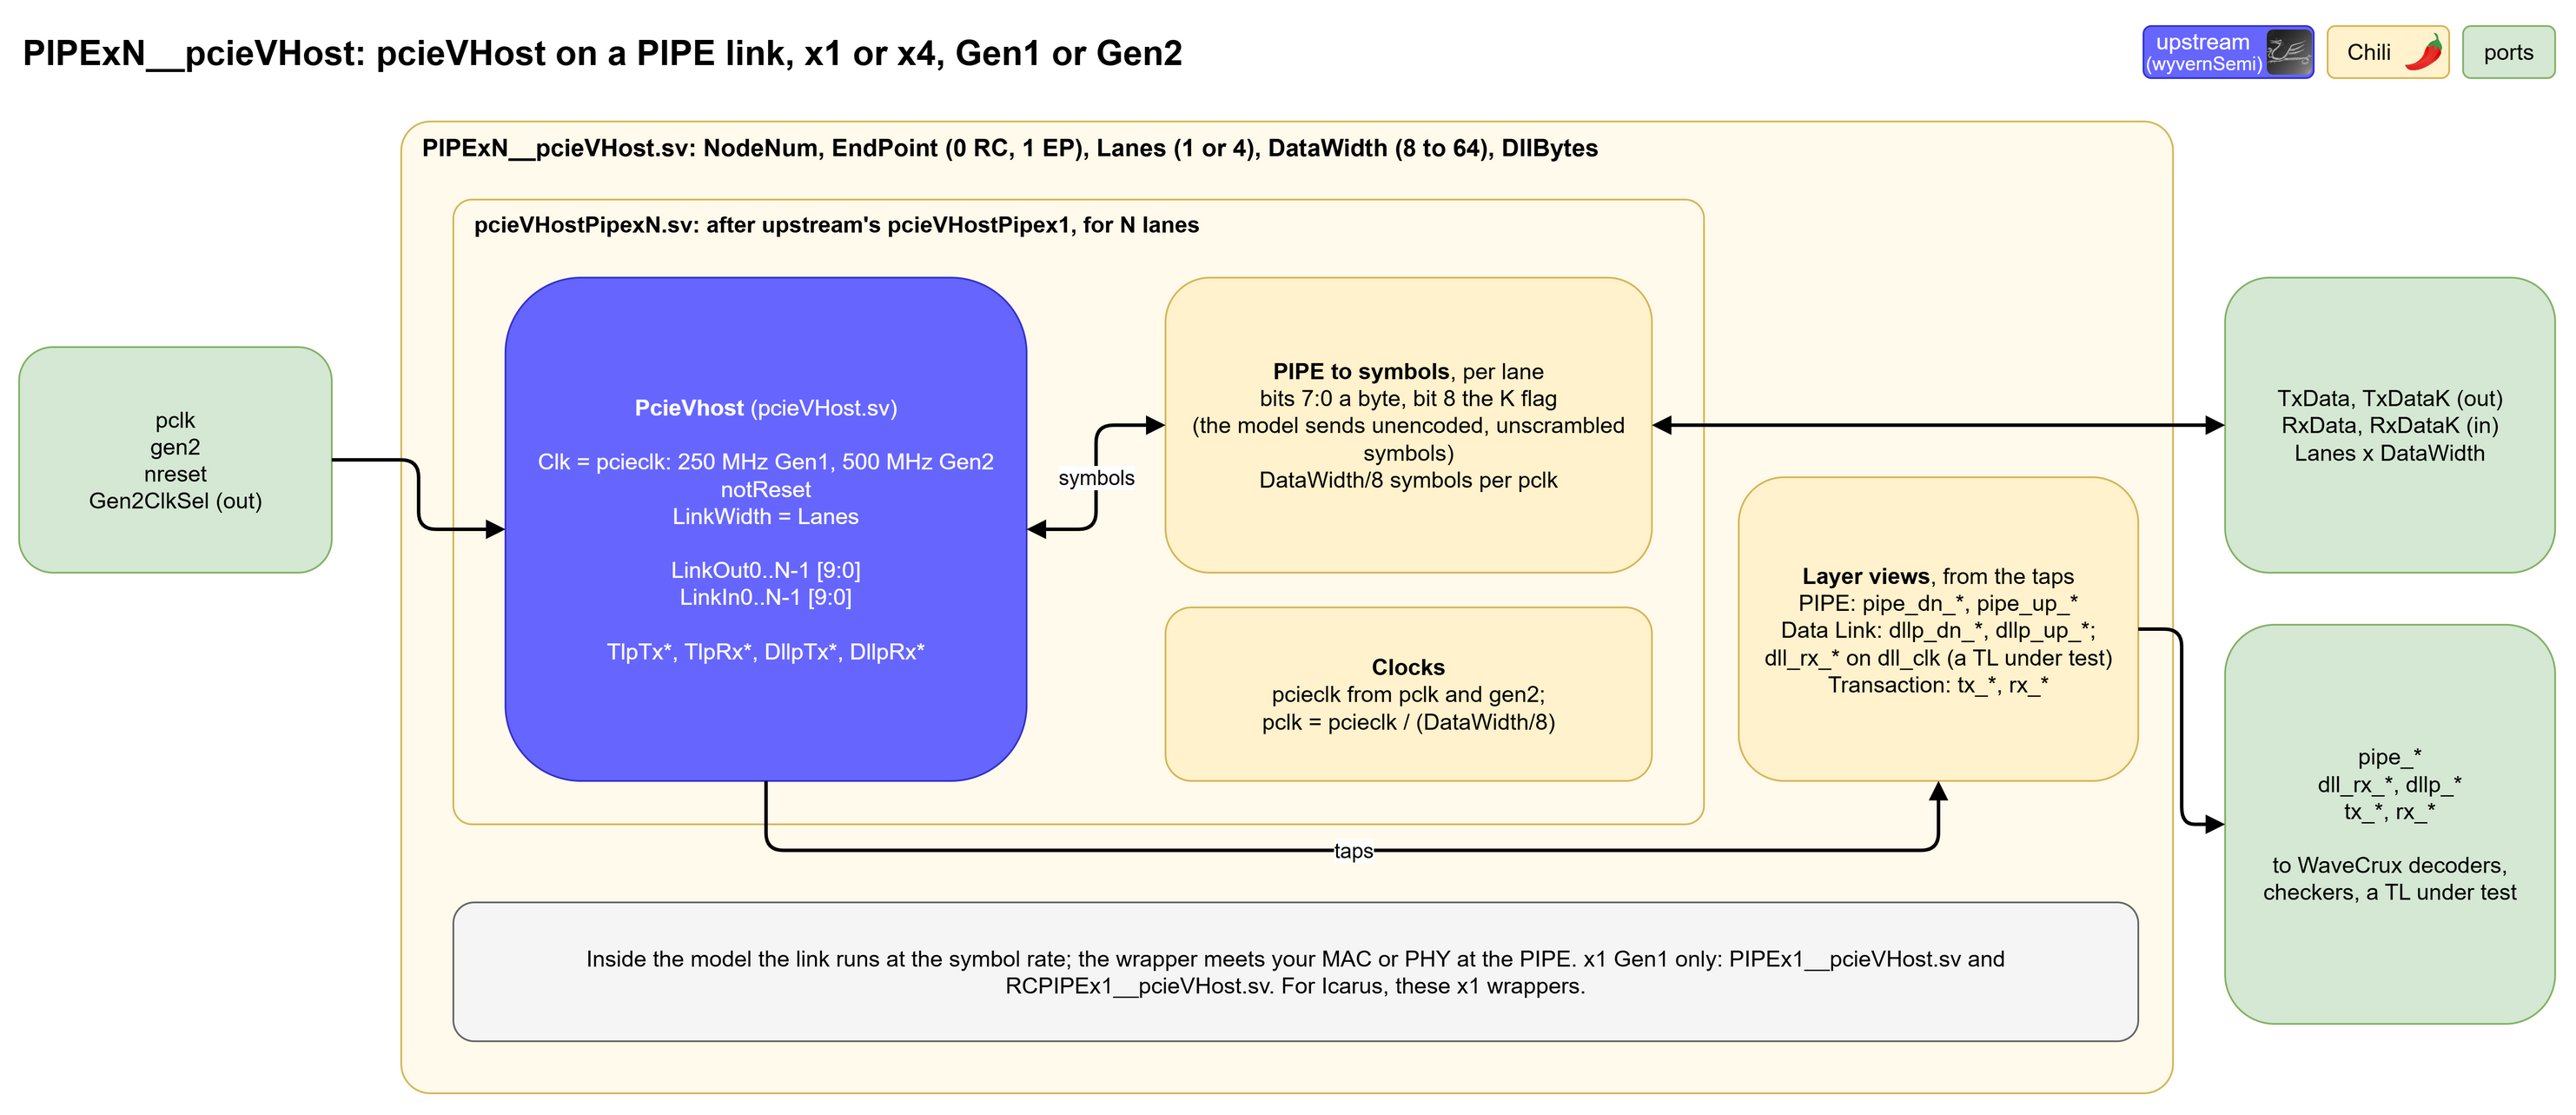 PIPExN__pcieVHost: pcieVHost on a PIPE link, x1 or x4, Gen1 or Gen2
upstream
(wyvernSemi)
Chili
ports
PIPExN__pcieVHost.sv: NodeNum, EndPoint (0 RC, 1 EP), Lanes (1 or 4), DataWidth (8 to 64), DllBytes
pcieVHostPipexN.sv: after upstream's pcieVHostPipex1, for N lanes
pclk
gen2
nreset
Gen2ClkSel (out)
PcieVhost (pcieVHost.sv)
Clk = pcieclk: 250 MHz Gen1, 500 MHz Gen2
notReset
LinkWidth = Lanes
LinkOut0..N-1 [9:0]
LinkIn0..N-1 [9:0]
TlpTx*, TlpRx*, DllpTx*, DllpRx*
symbols
PIPE to symbols, per lane
bits 7:0 a byte, bit 8 the K flag
(the model sends unencoded, unscrambled
symbols)
DataWidth/8 symbols per pclk
Clocks
pcieclk from pclk and gen2;
pclk = pcieclk / (DataWidth/8)
Layer views, from the taps
PIPE: pipe_dn_*, pipe_up_*
Data Link: dllp_dn_*, dllp_up_*;
dll_rx_* on dll_clk (a TL under test)
Transaction: tx_*, rx_*
TxData, TxDataK (out)
RxData, RxDataK (in)
Lanes x DataWidth
pipe_*
dll_rx_*, dllp_*
tx_*, rx_*
to WaveCrux decoders,
checkers, a TL under test
taps
Inside the model the link runs at the symbol rate; the wrapper meets your MAC or PHY at the PIPE. x1 Gen1 only: PIPEx1__pcieVHost.sv and
RCPIPEx1__pcieVHost.sv. For Icarus, these x1 wrappers.